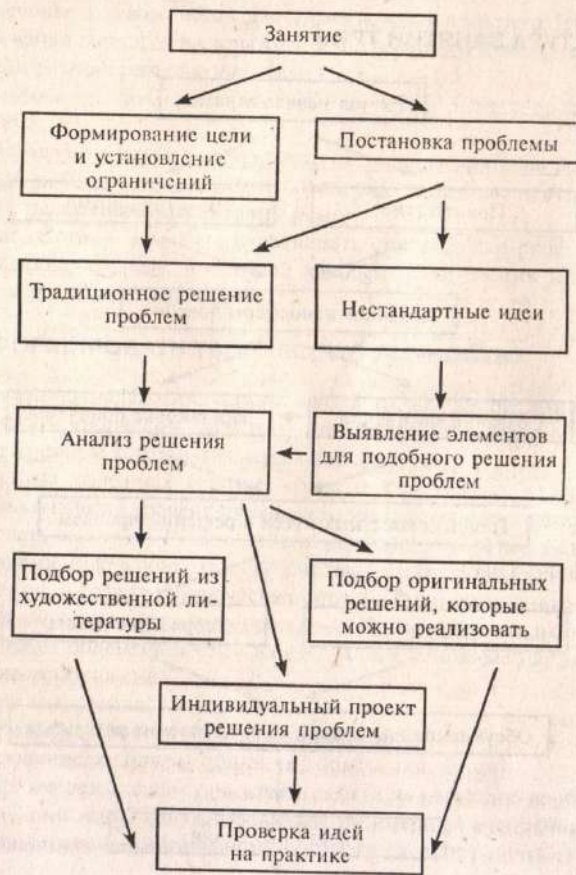 Занятие
Формирование цели
и установление
ограничений
Постановка проблемы
Традиционное решение
проблем
Нестандартные идеи
Анализ решения
проблем
Выявление элементов
для подобного решения
проблем
Подбор решений из
художественной ли-
тературы
Подбор оригинальных
решений, которые
можно реализовать
Индивидуальный проект
решения проблем
Проверка идей
на практике